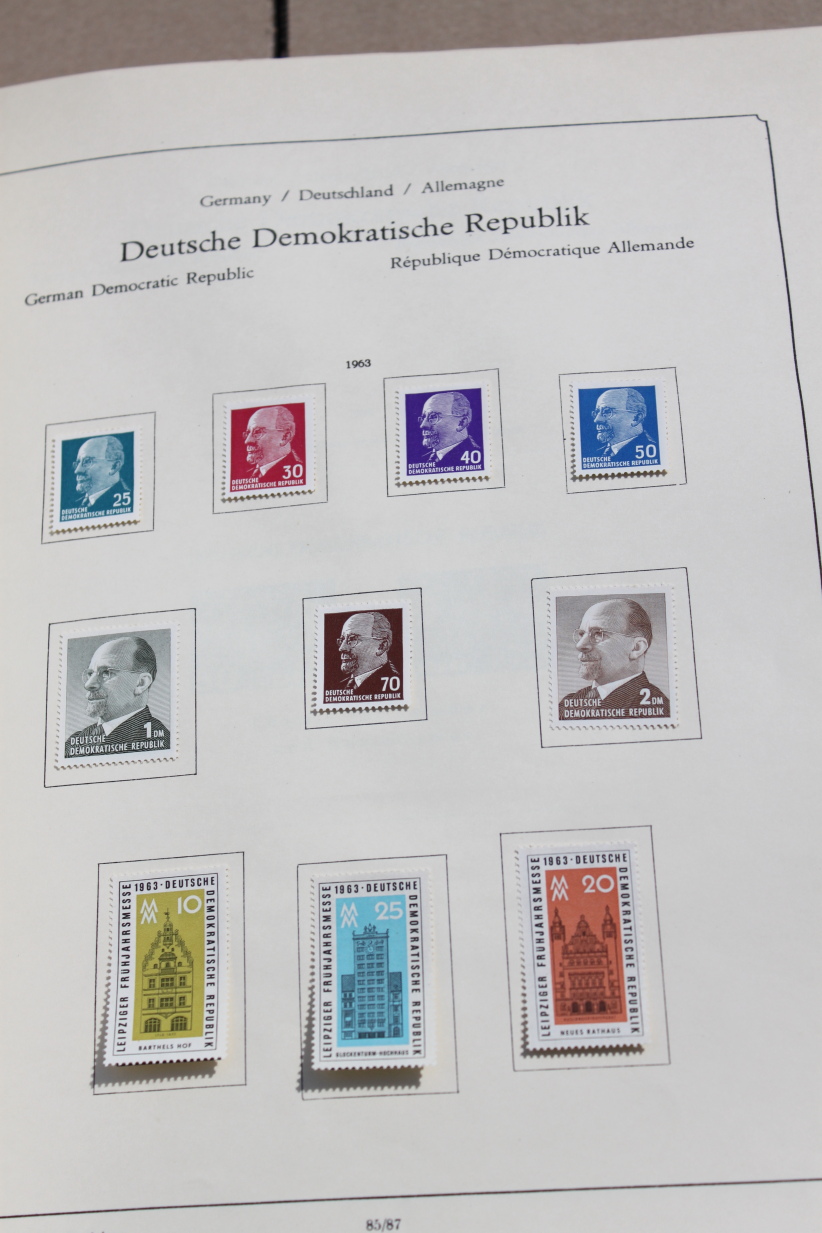 Germany / Deutschland / Allemagne
Deutsche Demokratische Republik
German Democratic Republic
République Démocratique Allemande
1963
25
DEUTSCHE
DEMOKRATISCHE REPUBLIK
30
DEUTSCHE
DEMOKRATISCHE REPUBLIK
40
DEUTSCHE
DEMOKRATISCHE REPUBLIK
50
DEUTSCHE
DEMOKRATISCHE REPUBLIK
1 DM
DEUTSCHE
DEMOKRATISCHE REPUBLIK
70
DEUTSCHE
DEMOKRATISCHE REPUBLIK
2 DM
DEUTSCHE
DEMOKRATISCHE REPUBLIK
LEIPZIGER FRÜHJAHRSMESSE
1963·DEUTSCHE
DEMOKRATISCHE REPUBLIK
MM 10
BARTHELS HOF
LEIPZIGER FRÜHJAHRSMESSE
1963·DEUTSCHE
DEMOKRATISCHE REPUBLIK
MM 25
GLOCKENTURM-HOCHHAUS
LEIPZIGER FRÜHJAHRSMESSE
1963·DEUTSCHE
DEMOKRATISCHE REPUBLIK
MM 20
NEUES RATHAUS
85/87